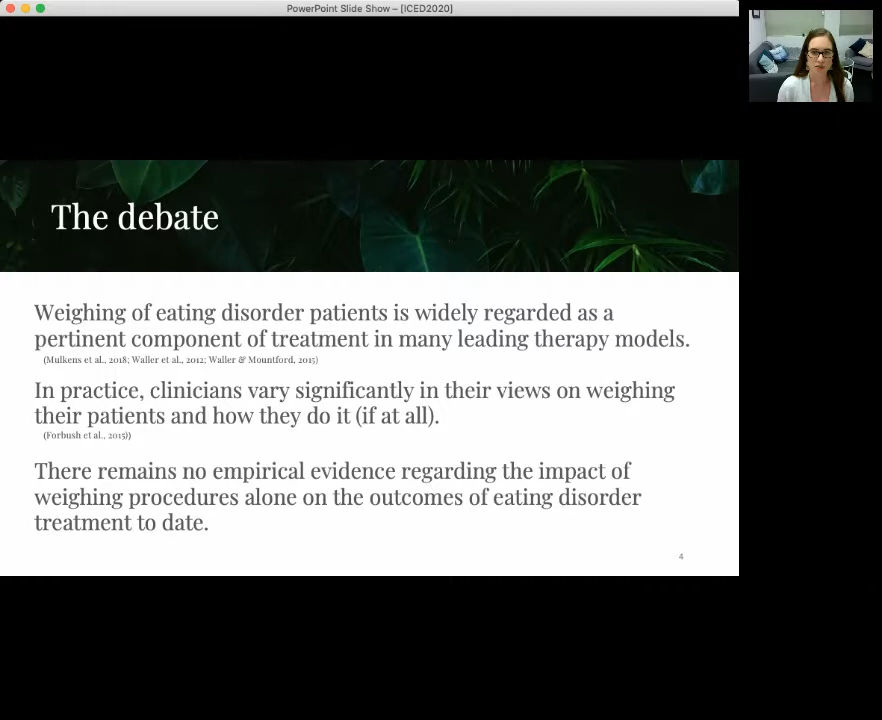 PowerPoint Slide Show – [ICED2020]
The debate
Weighing of eating disorder patients is widely regarded as a
pertinent component of treatment in many leading therapy models.
(Mulkens et al., 2018; Waller et al., 2012; Waller & Mountford, 2015)
In practice, clinicians vary significantly in their views on weighing
their patients and how they do it (if at all).
(Forbush et al., 2015))
There remains no empirical evidence regarding the impact of
weighing procedures alone on the outcomes of eating disorder
treatment to date.
4